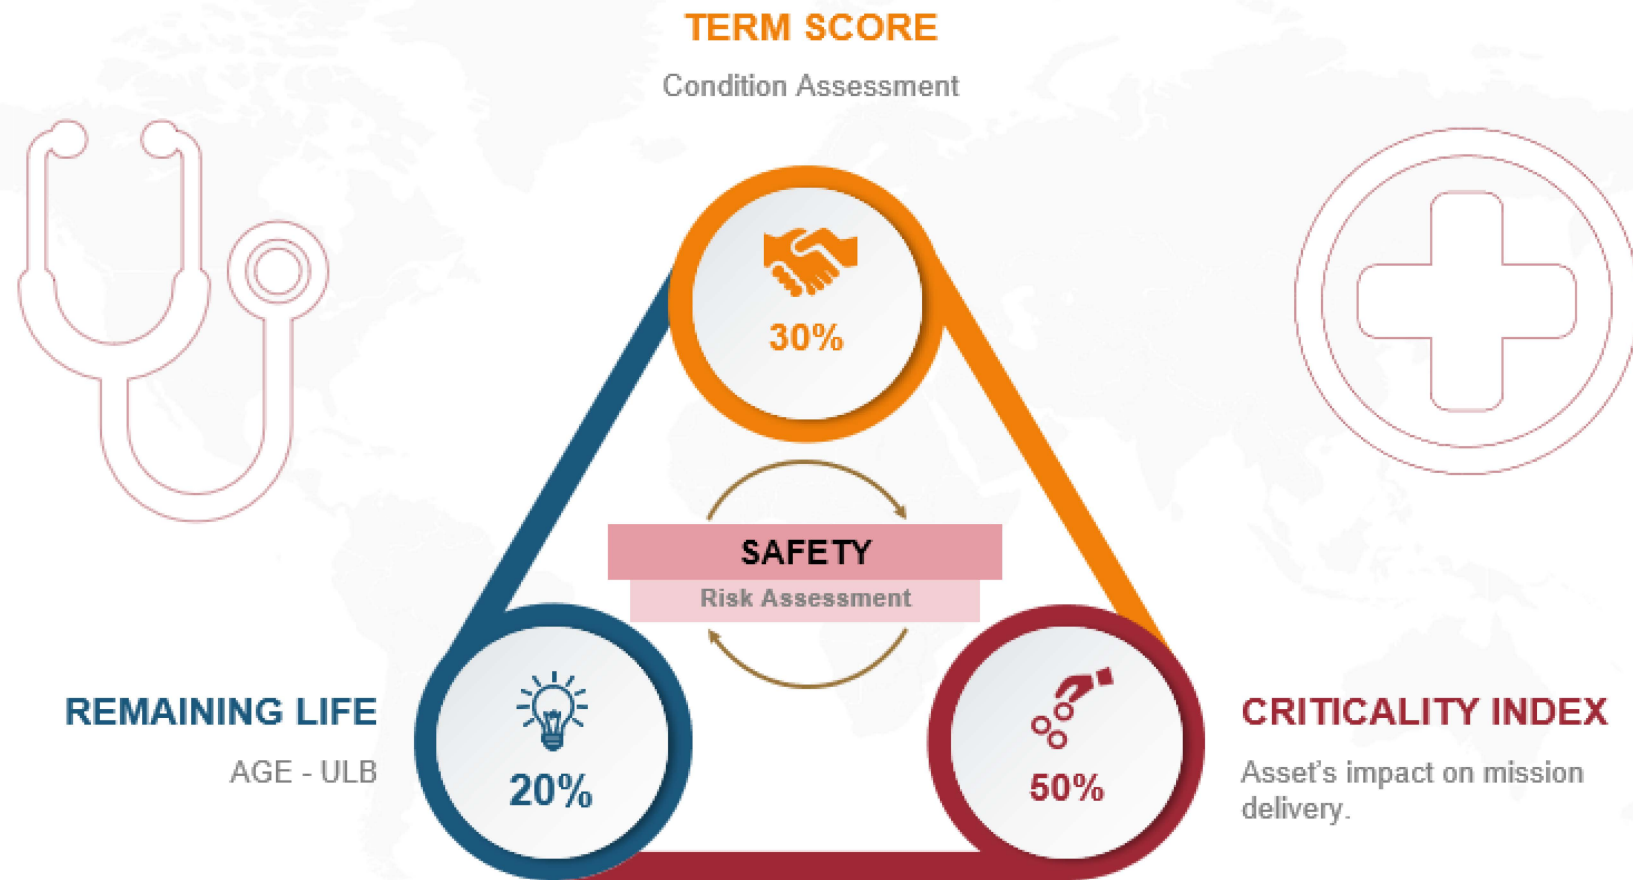 TERM SCORE
Condition Assessment
30%
SAFETY
Risk Assessment
REMAINING LIFE
AGE - ULB
20%
50%
CRITICALITY INDEX
Asset's impact on mission
delivery.